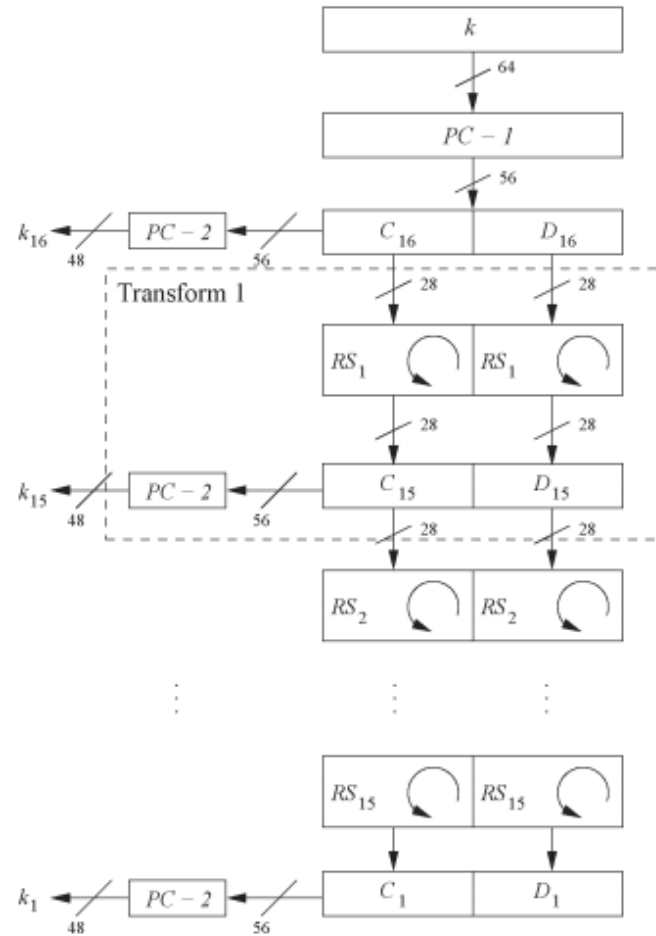 k
64
PC − 1
56
k₁₆ 48 PC − 2 56 C₁₆ D₁₆
Transform 1
28 28
RS₁ RS₁
28 28
k₁₅ 48 PC − 2 56 C₁₅ D₁₅
28 28
RS₂ RS₂
RS₁₅ RS₁₅
k₁ 48 PC − 2 56 C₁ D₁